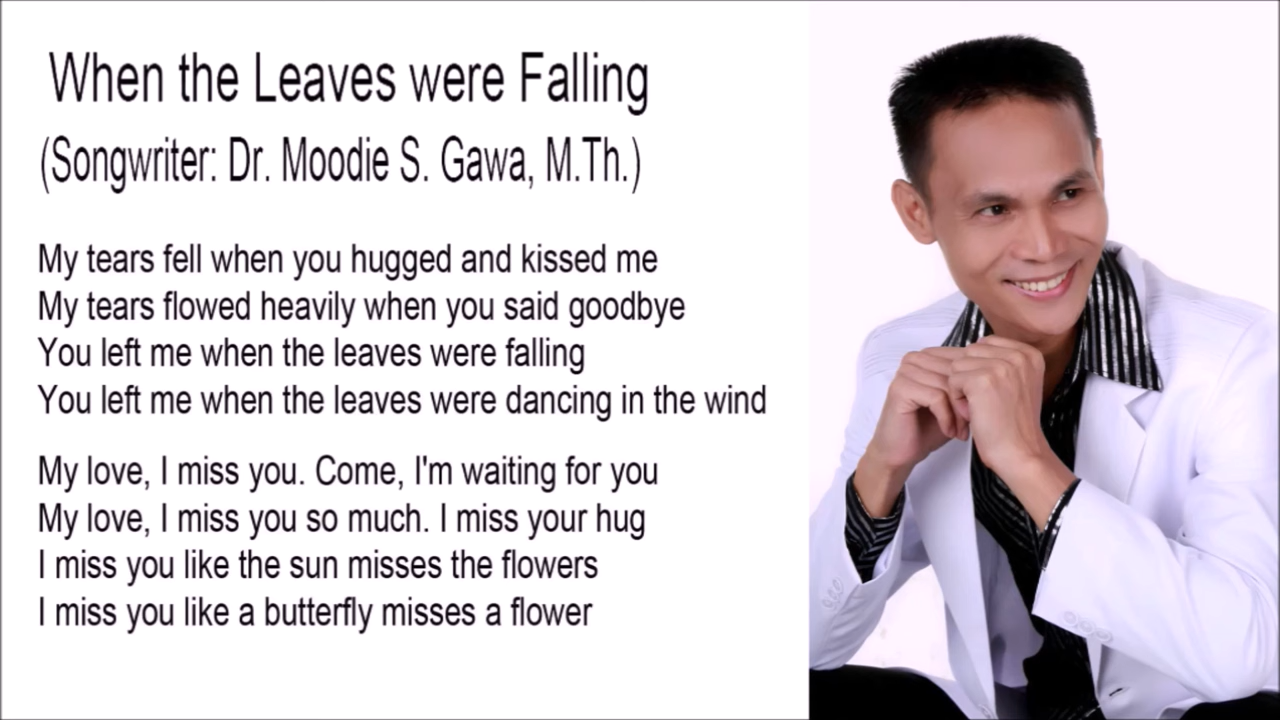 When the Leaves were Falling
(Songwriter: Dr. Moodie S. Gawa, M.Th.)
My tears fell when you hugged and kissed me
My tears flowed heavily when you said goodbye
You left me when the leaves were falling
You left me when the leaves were dancing in the wind
My love, I miss you. Come, I'm waiting for you
My love, I miss you so much. I miss your hug
I miss you like the sun misses the flowers
I miss you like a butterfly misses a flower